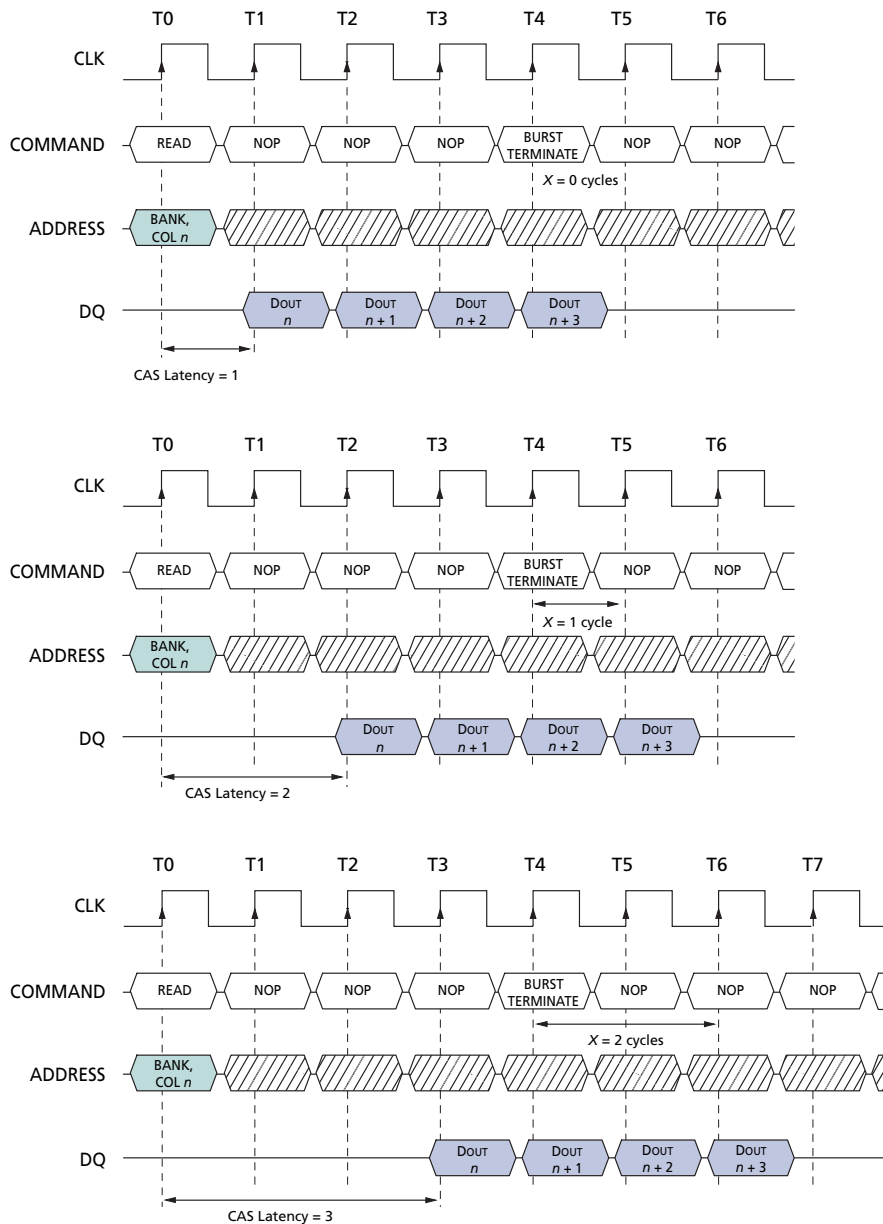 T0 T1 T2 T3 T4 T5 T6
CLK
COMMAND READ NOP NOP NOP BURST TERMINATE NOP NOP
X = 0 cycles
ADDRESS BANK, COL n
DQ DOUT n DOUT n + 1 DOUT n + 2 DOUT n + 3
CAS Latency = 1
T0 T1 T2 T3 T4 T5 T6
CLK
COMMAND READ NOP NOP NOP BURST TERMINATE NOP NOP
X = 1 cycle
ADDRESS BANK, COL n
DQ DOUT n DOUT n + 1 DOUT n + 2 DOUT n + 3
CAS Latency = 2
T0 T1 T2 T3 T4 T5 T6 T7
CLK
COMMAND READ NOP NOP NOP BURST TERMINATE NOP NOP NOP
X = 2 cycles
ADDRESS BANK, COL n
DQ DOUT n DOUT n + 1 DOUT n + 2 DOUT n + 3
CAS Latency = 3